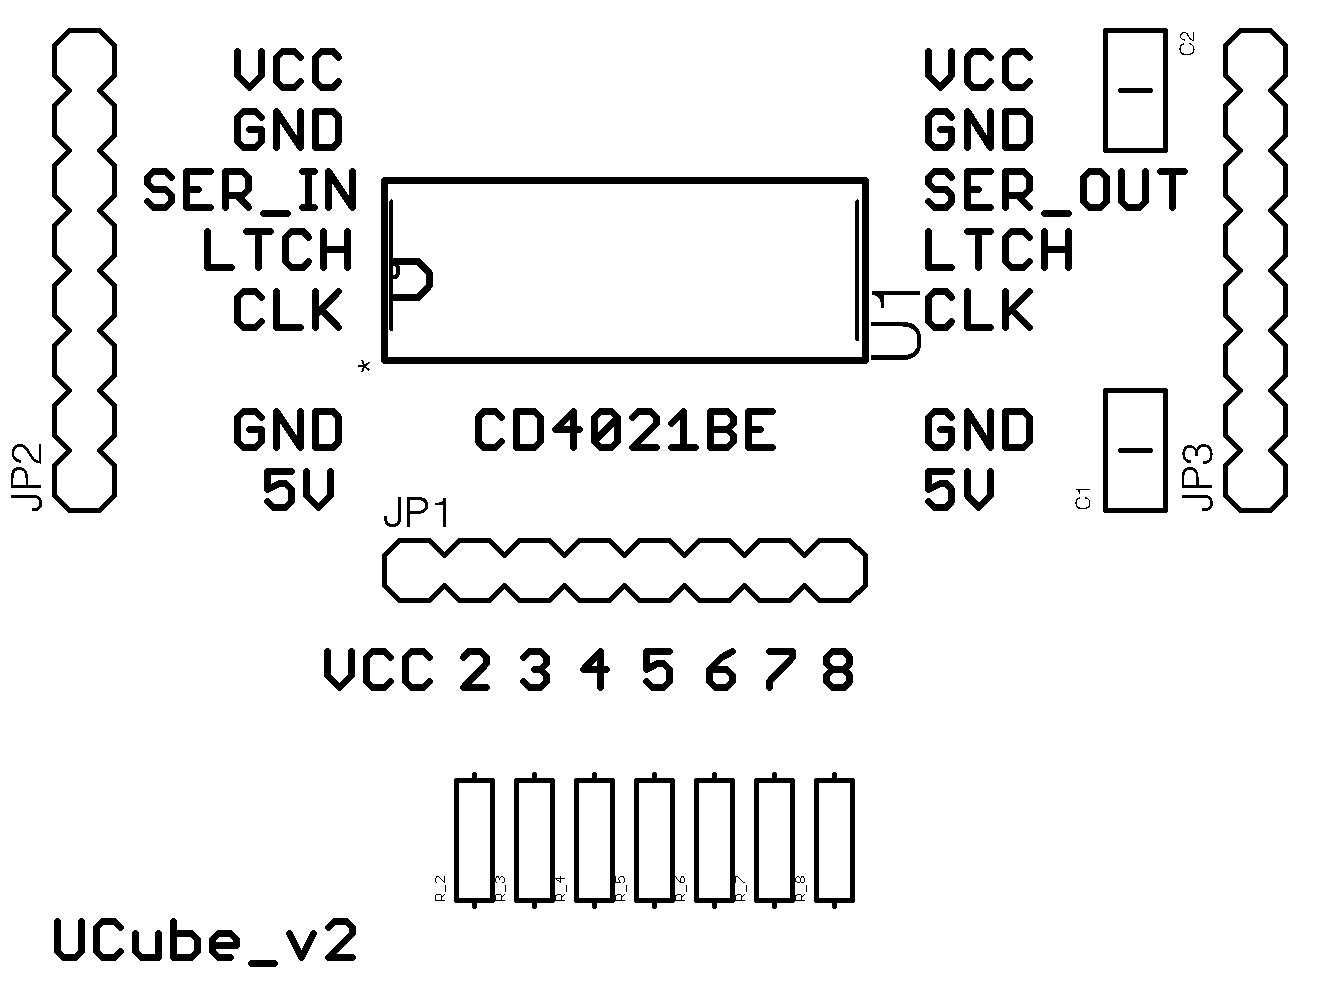 VCC VCC C2
GND GND
SER_IN SER_OUT
LTCH LTCH
CLK U1 CLK
*
GND CD4021BE GND
JP2 5V 5V C1 JP3
JP1
VCC 2 3 4 5 6 7 8
R_2 R_3 R_4 R_5 R_6 R_7 R_8
UCube_v2